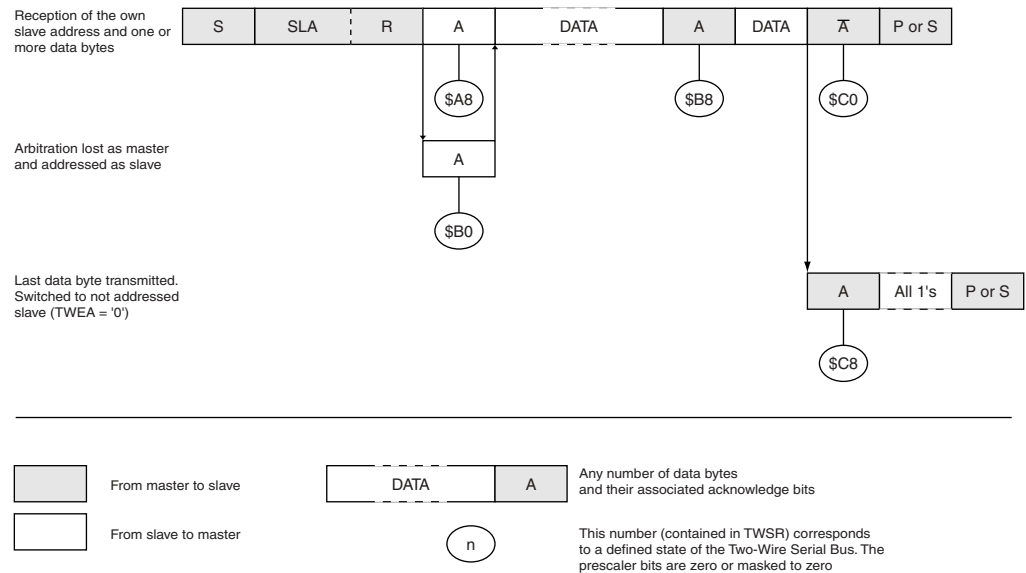 Reception of the own
slave address and one or
more data bytes
S SLA R A DATA A DATA A̅ P or S
$A8 $B8 $C0
Arbitration lost as master
and addressed as slave
A
$B0
Last data byte transmitted.
Switched to not addressed
slave (TWEA = '0')
A All 1's P or S
$C8
From master to slave
DATA A
Any number of data bytes
and their associated acknowledge bits
From slave to master
n
This number (contained in TWSR) corresponds
to a defined state of the Two-Wire Serial Bus. The
prescaler bits are zero or masked to zero